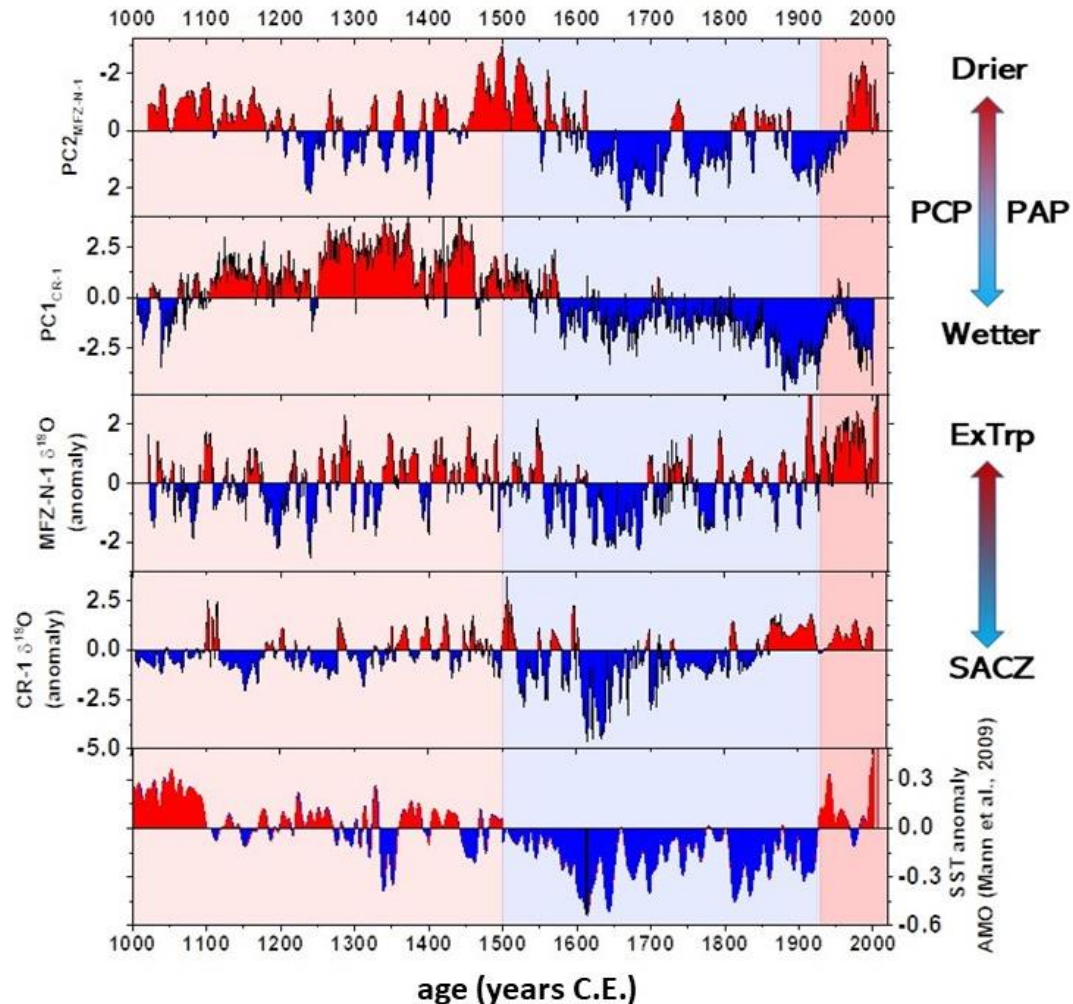 1000 1100 1200 1300 1400 1500 1600 1700 1800 1900 2000
-2
0
2
PC2MFZ-N-1
2.5
0.0
-2.5
PC1CR-1
2
0
-2
MFZ-N-1 δ18O
(anomaly)
2.5
0.0
-2.5
-5.0
CR-1 δ18O
(anomaly)
0.3
0.0
-0.3
-0.6
SST anomaly
AMO (Mann et al., 2009)
1000 1100 1200 1300 1400 1500 1600 1700 1800 1900 2000
age (years C.E.)
Drier
PCP PAP
Wetter
ExTrp
SACZ